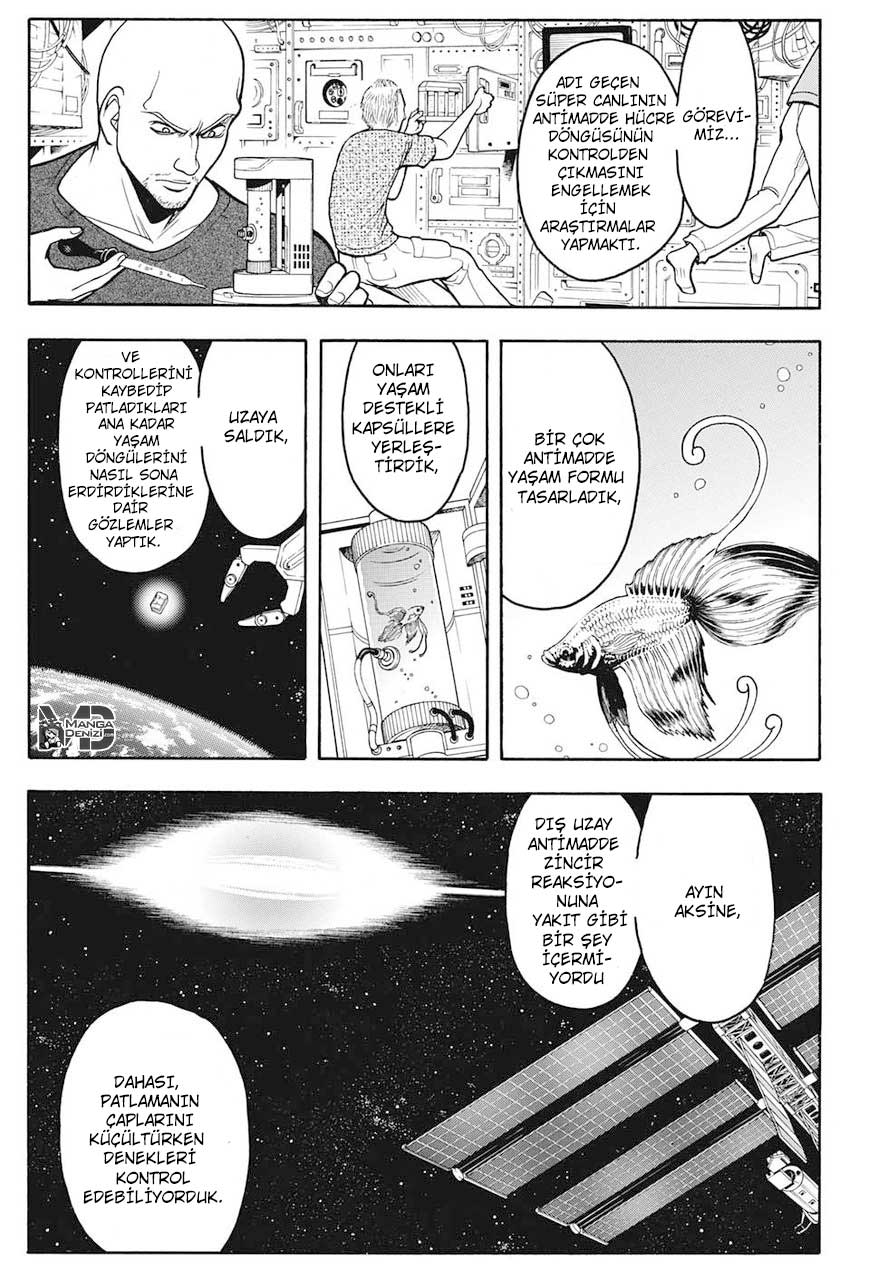 GÖREVİ-
MİZ...
ADI GEÇEN
SÜPER CANLININ
ANTİMADDE HÜCRE
DÖNGÜSÜNÜN
KONTROLDEN
ÇIKMASINI
ENGELLEMEK
İÇİN
ARAŞTIRMALAR
YAPMAKTI.
BİR ÇOK
ANTİMADDE
YAŞAM FORMU
TASARLADIK,
ONLARI
YAŞAM
DESTEKLİ
KAPSÜLLERE
YERLEŞ-
TİRDİK,
UZAYA
SALDIK,
VE
KONTROLLERİNİ
KAYBEDİP
PATLADIKLARI
ANA KADAR
YAŞAM
DÖNGÜLERİNİ
NASIL SONA
ERDİRDİKLERİNE
DAİR
GÖZLEMLER
YAPTIK.
MD
MANGA
DENİZİ
AYIN
AKSİNE,
DIŞ UZAY
ANTİMADDE
ZİNCİR
REAKSİYO-
NUNA
YAKIT GİBİ
BİR ŞEY
İÇERMİ-
YORDU
DAHASI,
PATLAMANIN
ÇAPLARINI
KÜÇÜLTÜRKEN
DENEKLERİ
KONTROL
EDEBİLİYORDUK.